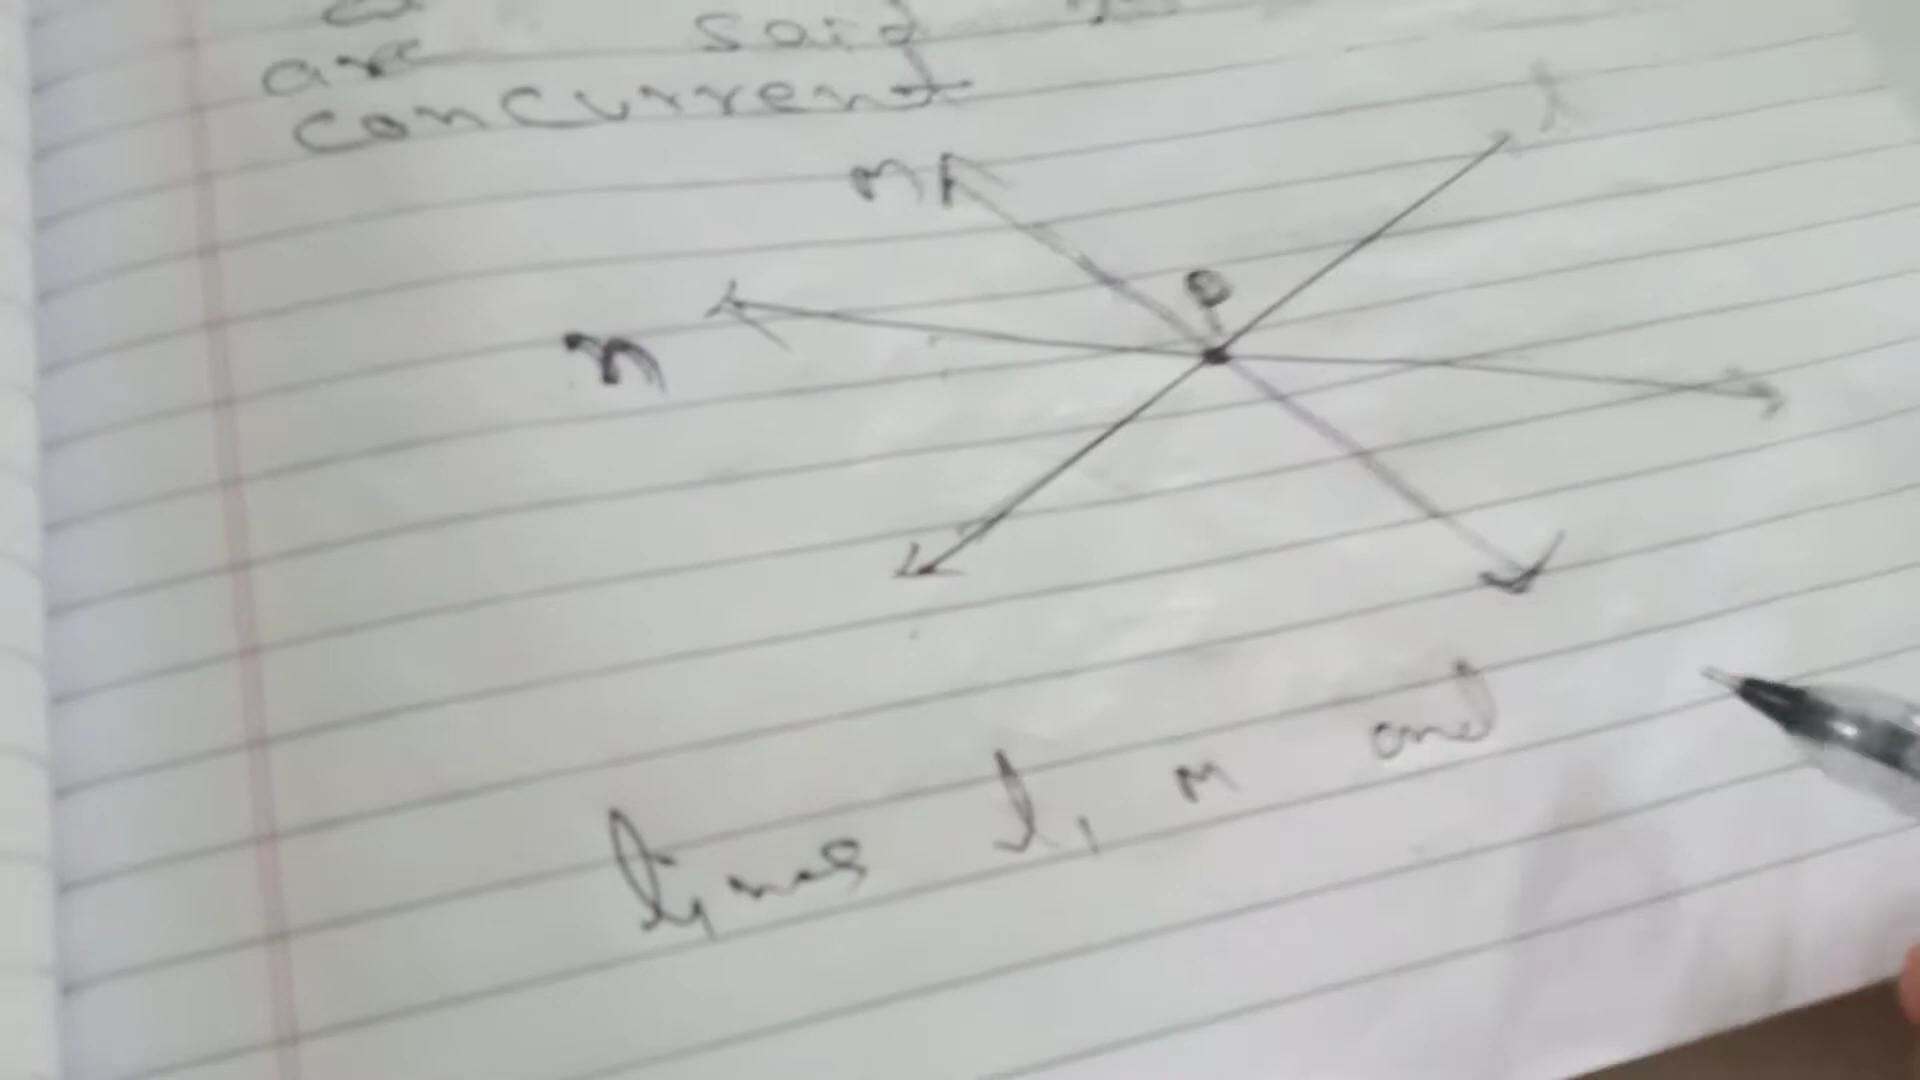 are said
concurrent
m
l
P
n
lines l, m and